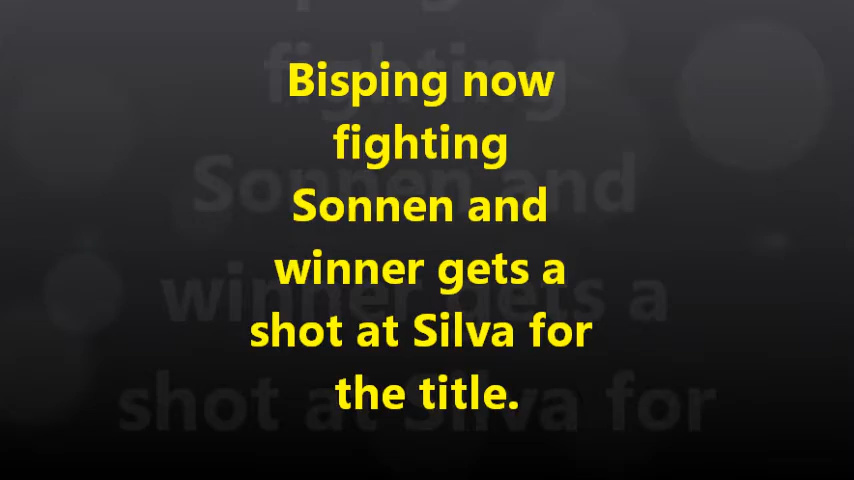 Bisping now
fighting
Sonnen and
winner gets a
shot at Silva for
the title.